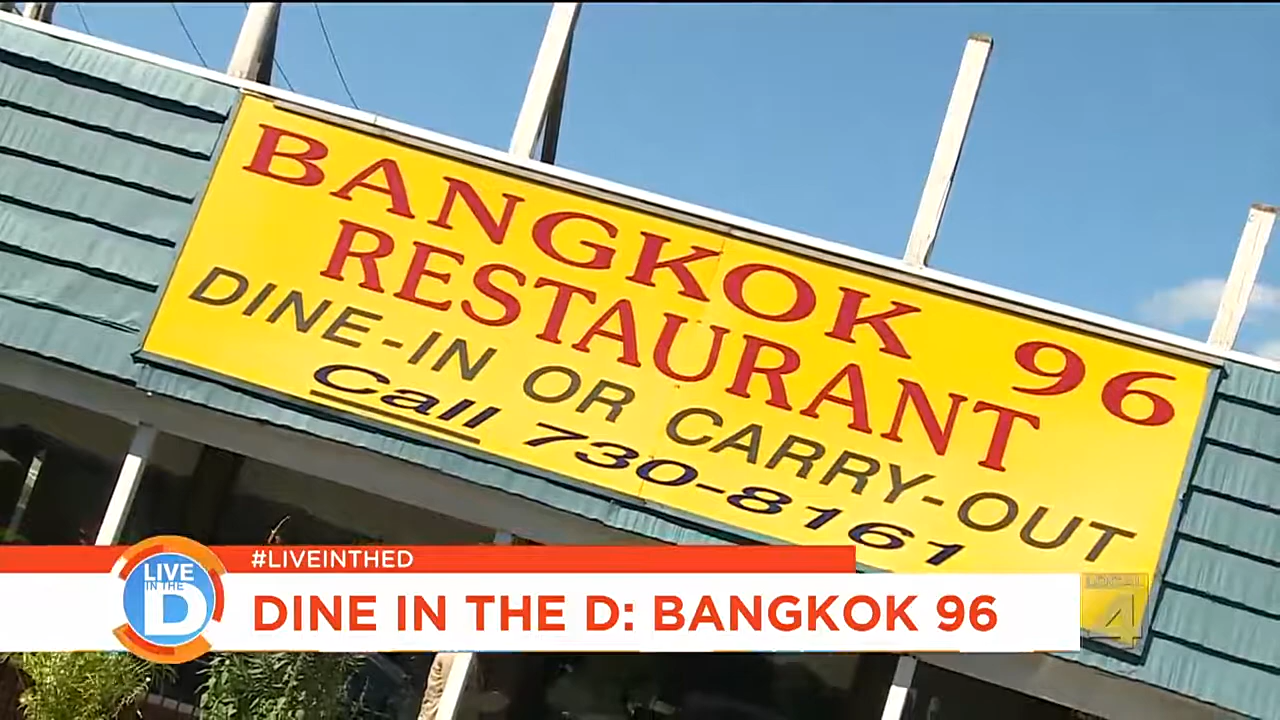 BANGKOK 96
RESTAURANT
DINE-IN OR CARRY-OUT
Call 730-8161
#LIVEINTHED
LIVE
IN THE
D
DINE IN THE D: BANGKOK 96
LOCAL
4